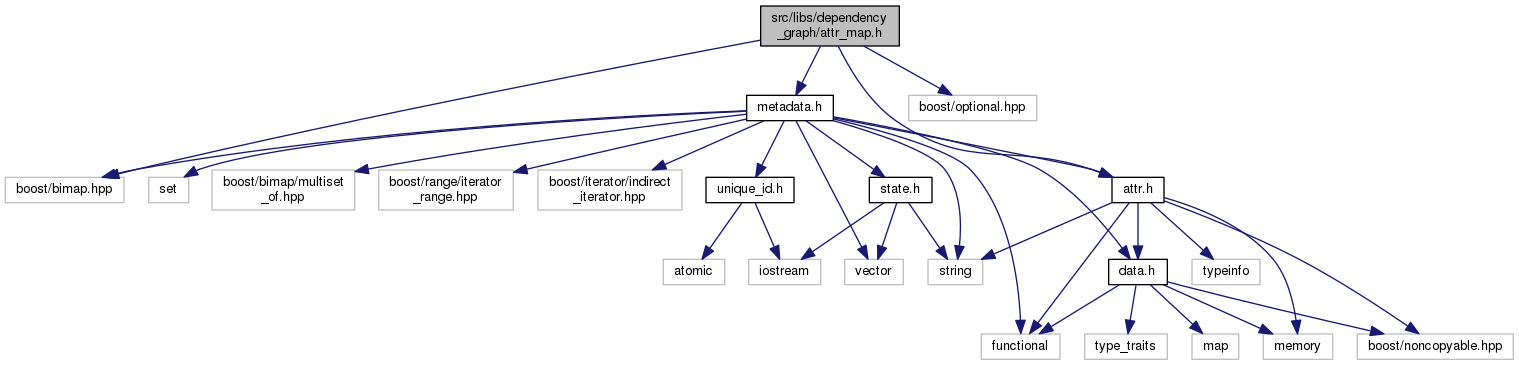 src/libs/dependency
_graph/attr_map.h
metadata.h
boost/optional.hpp
boost/bimap.hpp
set
boost/bimap/multiset
_of.hpp
boost/range/iterator
_range.hpp
boost/iterator/indirect
_iterator.hpp
unique_id.h
state.h
attr.h
atomic
iostream
vector
string
data.h
typeinfo
functional
type_traits
map
memory
boost/noncopyable.hpp